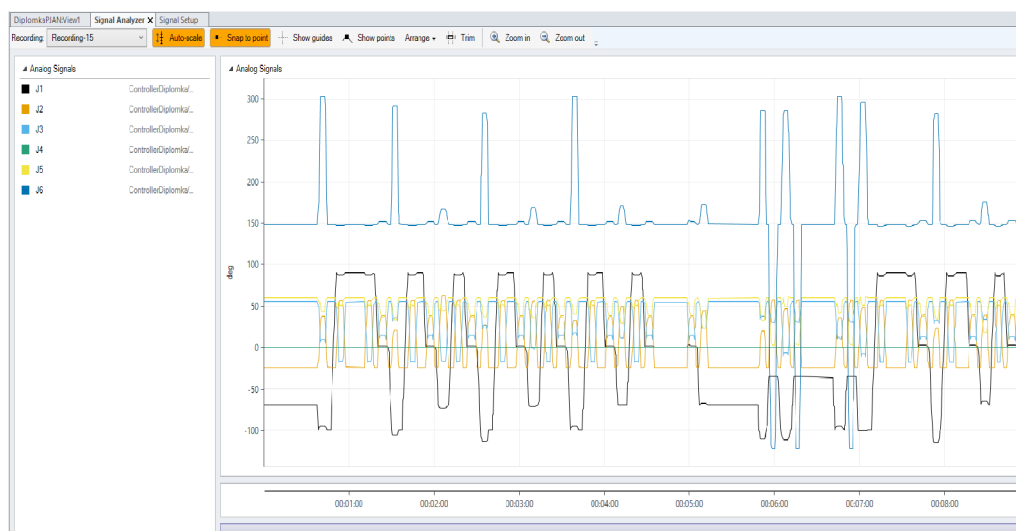 DiplomkaPJAN:View1 Signal Analyzer X Signal Setup
Recording: Recording-15 Auto-scale Snap to point Show guides Show points Arrange Trim Zoom in Zoom out
Analog Signals
J1 ControllerDiplomka/...
J2 ControllerDiplomka/...
J3 ControllerDiplomka/...
J4 ControllerDiplomka/...
J5 ControllerDiplomka/...
J6 ControllerDiplomka/...
Analog Signals
300
250
200
150
100
50
0
-50
-100
deg
00:01:00 00:02:00 00:03:00 00:04:00 00:05:00 00:06:00 00:07:00 00:08:00